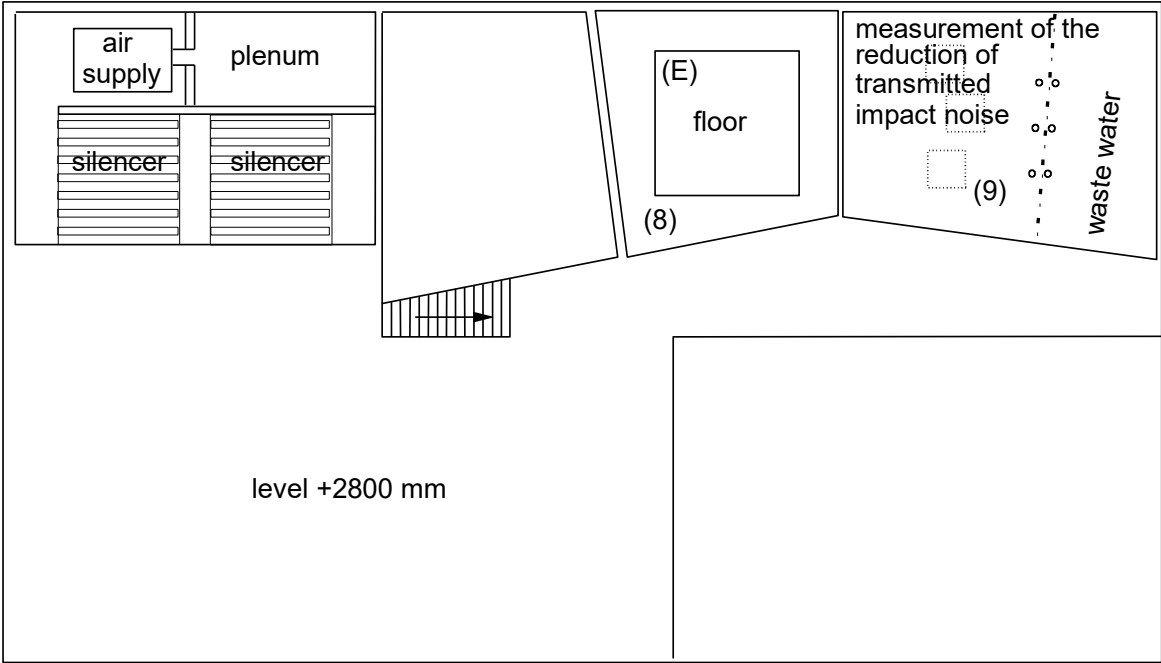 air
supply
plenum
silencer
silencer
(E)
floor
(8)
measurement of the
reduction of
transmitted
impact noise
(9)
waste water
level +2800 mm